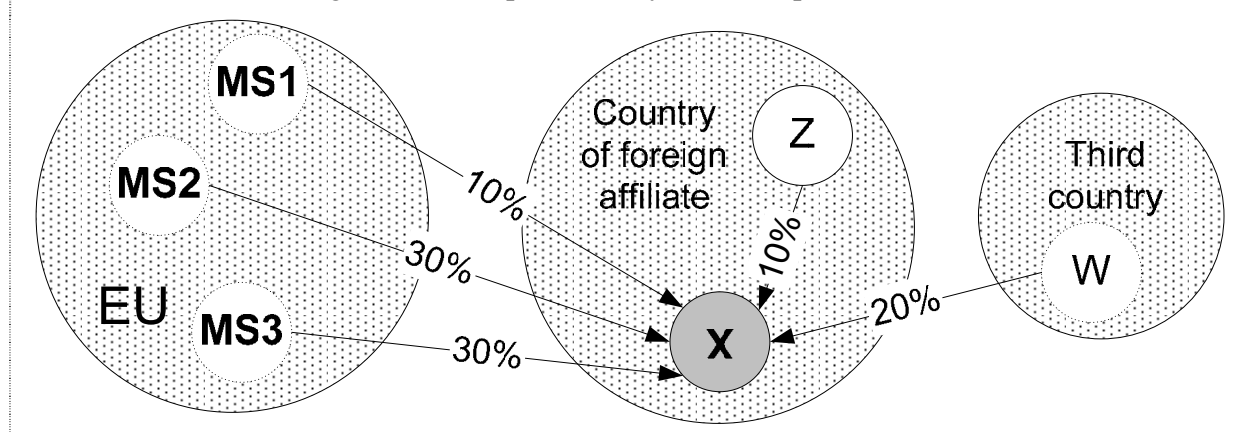 MS1
MS2
EU
MS3
10%
30%
30%
Country
of foreign
affiliate
Z
10%
X
20%
Third
country
W